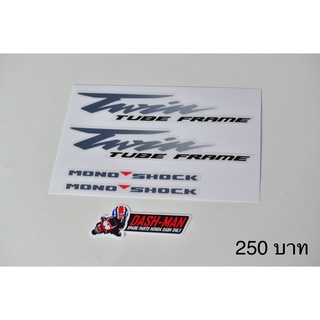 Twin
TUBE FRAME
Twin
TUBE FRAME
MONO SHOCK
MONO SHOCK
DASH-MAN
SPARE PARTS HONDA DASH ONLY
250 บาท